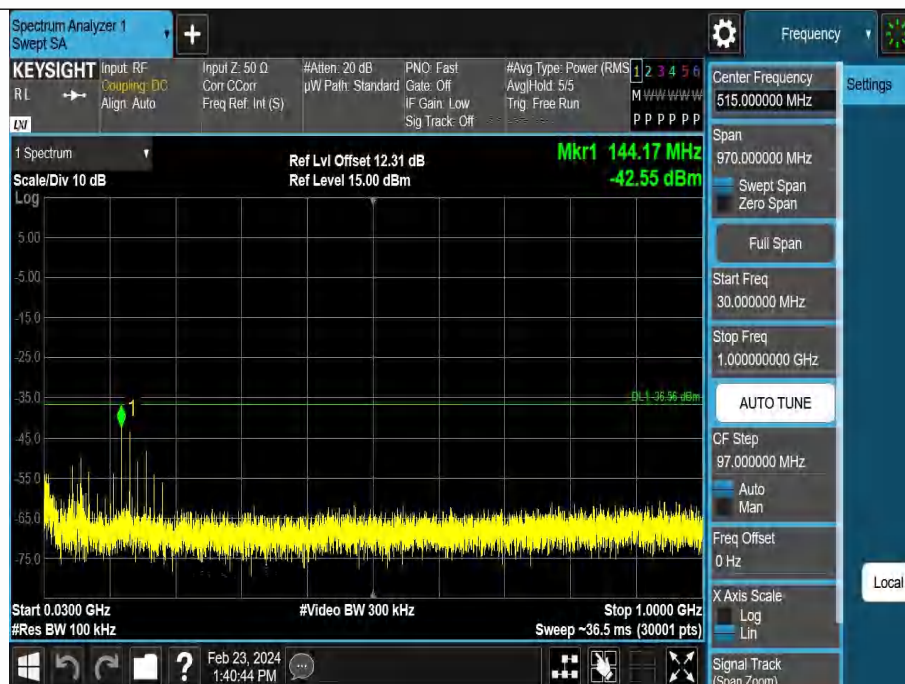 Spectrum Analyzer 1
Swept SA
Frequency
KEYSIGHT
RL
LXI
Input: RF
Coupling: DC
Align: Auto
Input Z: 50 Ω
Corr CCorr
Freq Ref: Int (S)
#Atten: 20 dB
µW Path: Standard
PNO: Fast
Gate: Off
IF Gain: Low
Sig Track: Off
#Avg Type: Power (RMS
Avg|Hold: 5/5
Trig: Free Run
1 2 3 4 5 6
M W W W W W
P P P P P P
1 Spectrum
Scale/Div 10 dB
Log
Ref Lvl Offset 12.31 dB
Ref Level 15.00 dBm
Mkr1 144.17 MHz
-42.55 dBm
5.00
-5.00
-15.0
-25.0
-35.0
-45.0
-55.0
-65.0
-75.0
1
DL1 -36.56 dBm
Start 0.0300 GHz
#Res BW 100 kHz
#Video BW 300 kHz
Stop 1.0000 GHz
Sweep ~36.5 ms (30001 pts)
Feb 23, 2024
1:40:44 PM
Center Frequency
515.000000 MHz
Span
970.000000 MHz
Swept Span
Zero Span
Full Span
Start Freq
30.000000 MHz
Stop Freq
1.000000000 GHz
AUTO TUNE
CF Step
97.000000 MHz
Auto
Man
Freq Offset
0 Hz
X Axis Scale
Log
Lin
Signal Track
(Span Zoom)
Settings
Local